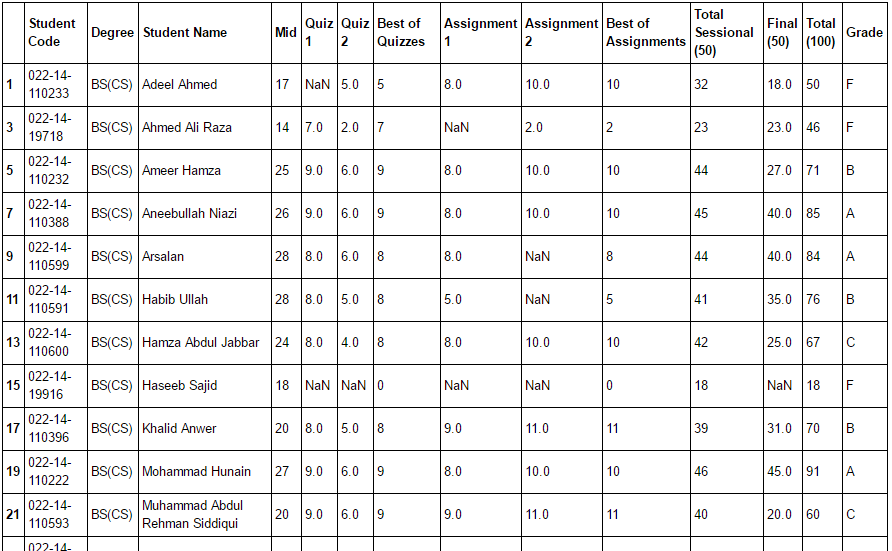 Student Code Degree Student Name Mid Quiz 1 Quiz 2 Best of Quizzes Assignment 1 Assignment 2 Best of Assignments Total Sessional (50) Final (50) Total (100) Grade
1 022-14-110233 BS(CS) Adeel Ahmed 17 NaN 5.0 5 8.0 10.0 10 32 18.0 50 F
3 022-14-19718 BS(CS) Ahmed Ali Raza 14 7.0 2.0 7 NaN 2.0 2 23 23.0 46 F
5 022-14-110232 BS(CS) Ameer Hamza 25 9.0 6.0 9 8.0 10.0 10 44 27.0 71 B
7 022-14-110388 BS(CS) Aneebullah Niazi 26 9.0 6.0 9 8.0 10.0 10 45 40.0 85 A
9 022-14-110599 BS(CS) Arsalan 28 8.0 6.0 8 8.0 NaN 8 44 40.0 84 A
11 022-14-110591 BS(CS) Habib Ullah 28 8.0 5.0 8 5.0 NaN 5 41 35.0 76 B
13 022-14-110600 BS(CS) Hamza Abdul Jabbar 24 8.0 4.0 8 8.0 10.0 10 42 25.0 67 C
15 022-14-19916 BS(CS) Haseeb Sajid 18 NaN NaN 0 NaN NaN 0 18 NaN 18 F
17 022-14-110396 BS(CS) Khalid Anwer 20 8.0 5.0 8 9.0 11.0 11 39 31.0 70 B
19 022-14-110222 BS(CS) Mohammad Hunain 27 9.0 6.0 9 8.0 10.0 10 46 45.0 91 A
21 022-14-110593 BS(CS) Muhammad Abdul Rehman Siddiqui 20 9.0 6.0 9 9.0 11.0 11 40 20.0 60 C
022-14-